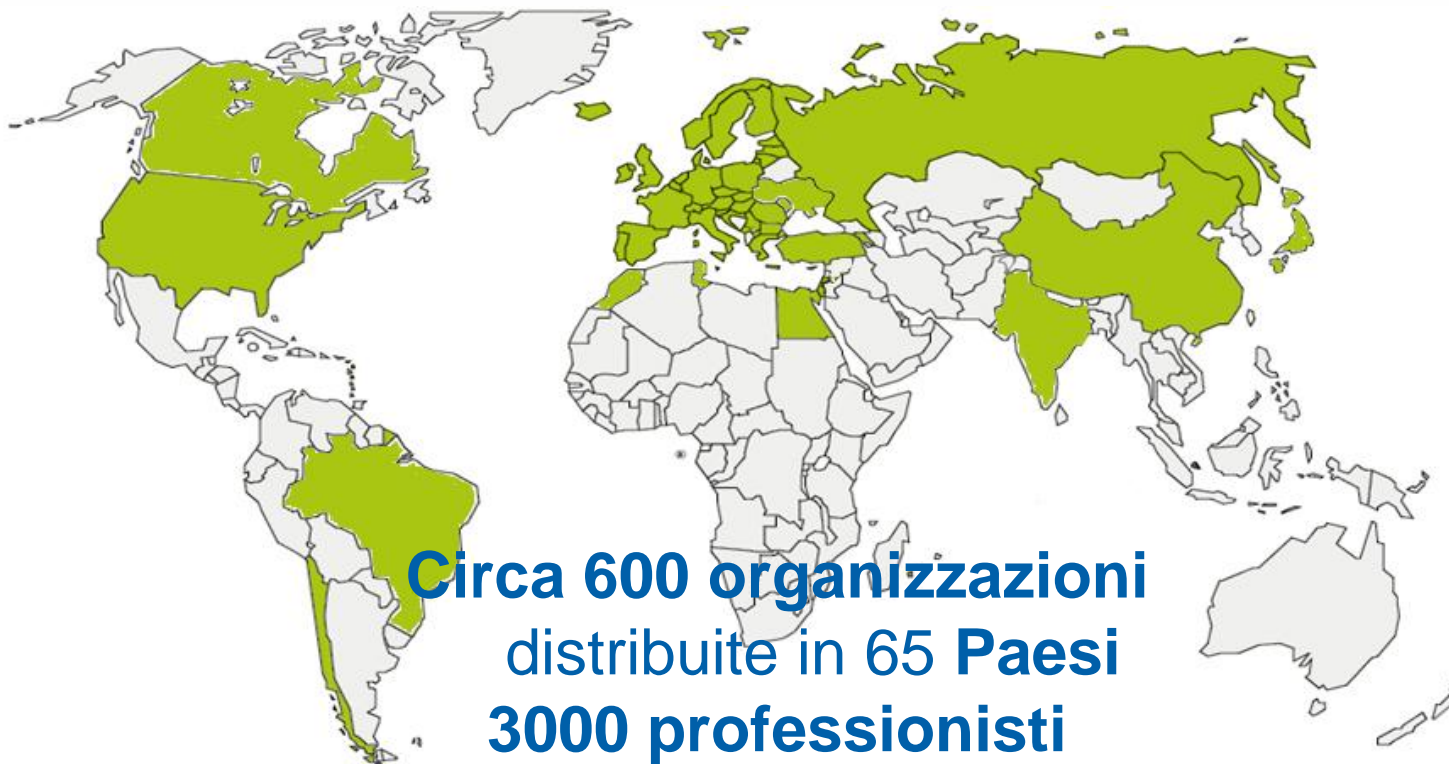 Circa 600 organizzazioni
distribuite in 65 Paesi
3000 professionisti